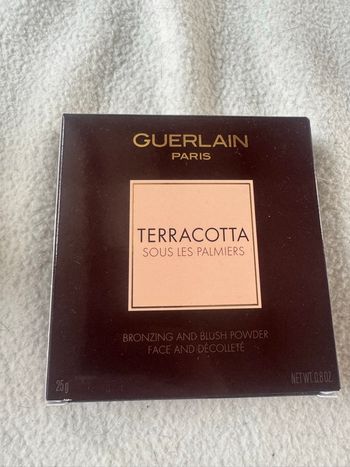 GUERLAIN
PARIS
TERRACOTTA
SOUS LES PALMIERS
BRONZING AND BLUSH POWDER
FACE AND DÉCOLLETÉ
25g
NET WT. 0.8 OZ.